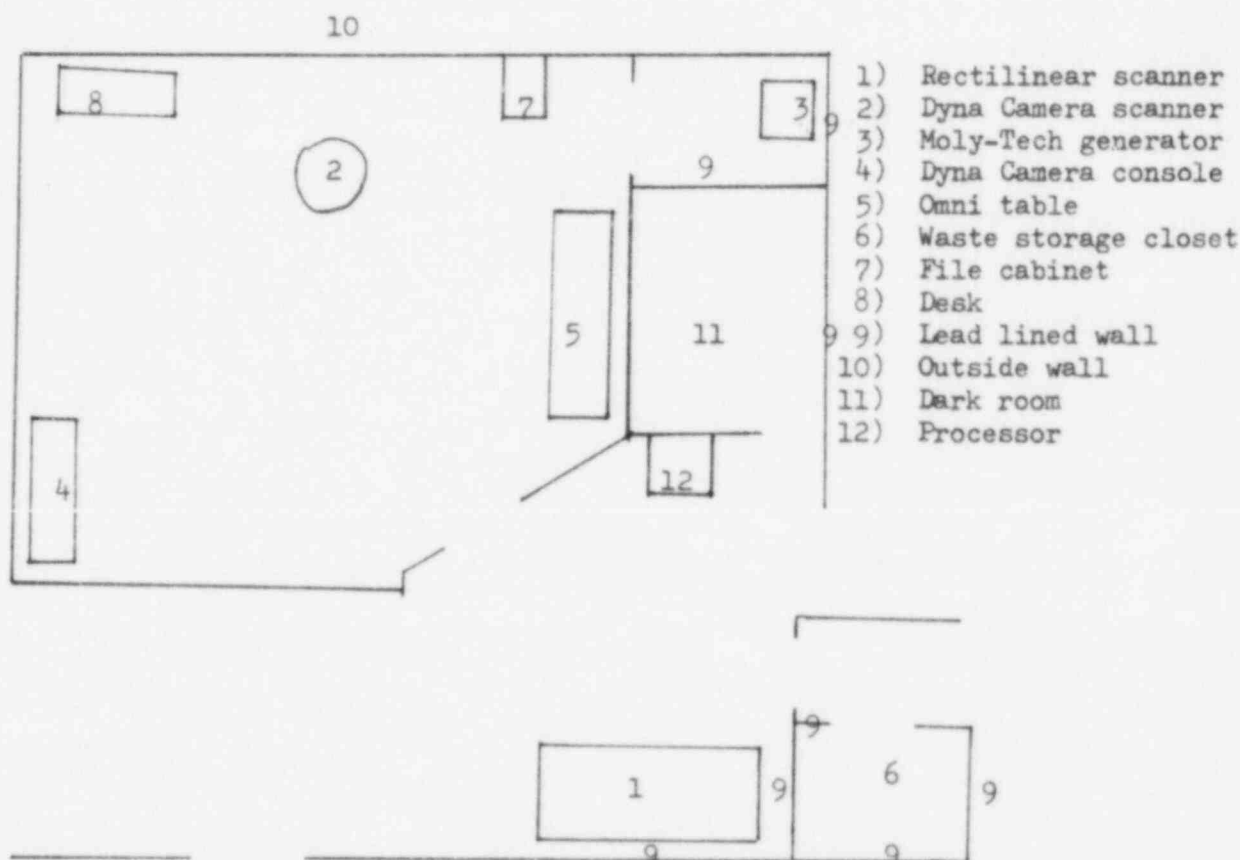 10
8
7
3
9
2
9
5
11
9
4
12
9
1
9
6
9
9
9
1) Rectilinear scanner
2) Dyna Camera scanner
3) Moly-Tech generator
4) Dyna Camera console
5) Omni table
6) Waste storage closet
7) File cabinet
8) Desk
9) Lead lined wall
10) Outside wall
11) Dark room
12) Processor